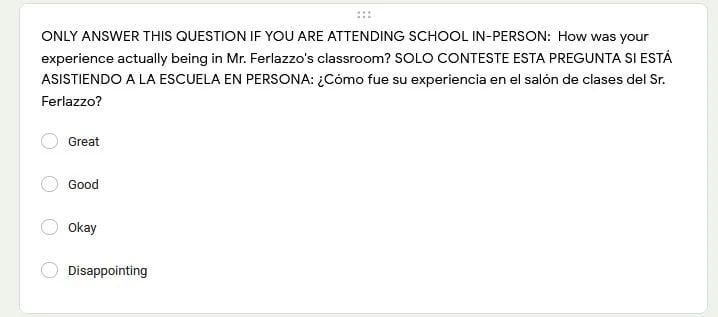 ONLY ANSWER THIS QUESTION IF YOU ARE ATTENDING SCHOOL IN-PERSON:  How was your
experience actually being in Mr. Ferlazzo's classroom? SOLO CONTESTE ESTA PREGUNTA SI ESTÁ
ASISTIENDO A LA ESCUELA EN PERSONA: ¿Cómo fue su experiencia en el salón de clases del Sr.
Ferlazzo?
Great
Good
Okay
Disappointing